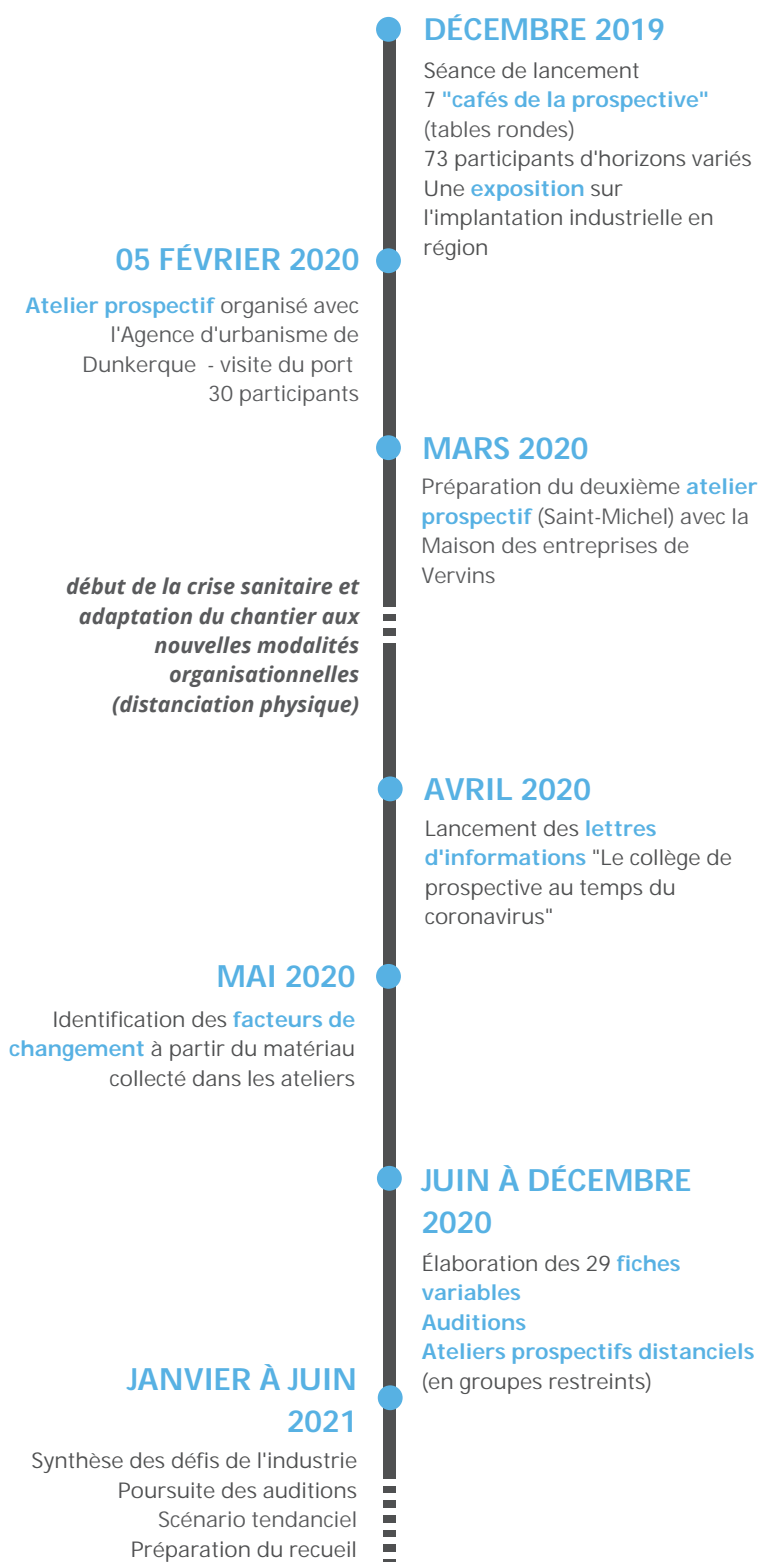 DÉCEMBRE 2019
Séance de lancement
7 "cafés de la prospective"
(tables rondes)
73 participants d'horizons variés
Une exposition sur
l'implantation industrielle en
région
05 FÉVRIER 2020
Atelier prospectif organisé avec
l'Agence d'urbanisme de
Dunkerque - visite du port
30 participants
MARS 2020
Préparation du deuxième atelier
prospectif (Saint-Michel) avec la
Maison des entreprises de
Vervins
début de la crise sanitaire et
adaptation du chantier aux
nouvelles modalités
organisationnelles
(distanciation physique)
AVRIL 2020
Lancement des lettres
d'informations "Le collège de
prospective au temps du
coronavirus"
MAI 2020
Identification des facteurs de
changement à partir du matériau
collecté dans les ateliers
JUIN À DÉCEMBRE
2020
Élaboration des 29 fiches
variables
Auditions
Ateliers prospectifs distanciels
(en groupes restreints)
JANVIER À JUIN
2021
Synthèse des défis de l'industrie
Poursuite des auditions
Scénario tendanciel
Préparation du recueil